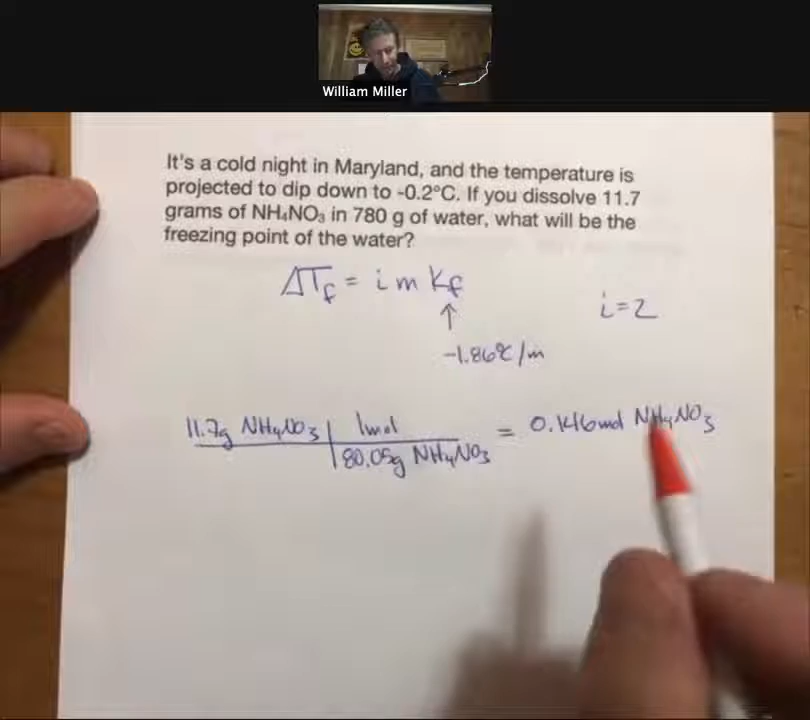 William Miller
It's a cold night in Maryland, and the temperature is
projected to dip down to -0.2°C. If you dissolve 11.7
grams of NH₄NO₃ in 780 g of water, what will be the
freezing point of the water?
ΔTf = i m Kf
i=2
↑
-1.86°C/m
11.7g NH₄NO₃ | 1mol
= 0.146mol NH₄NO₃
80.05g NH₄NO₃